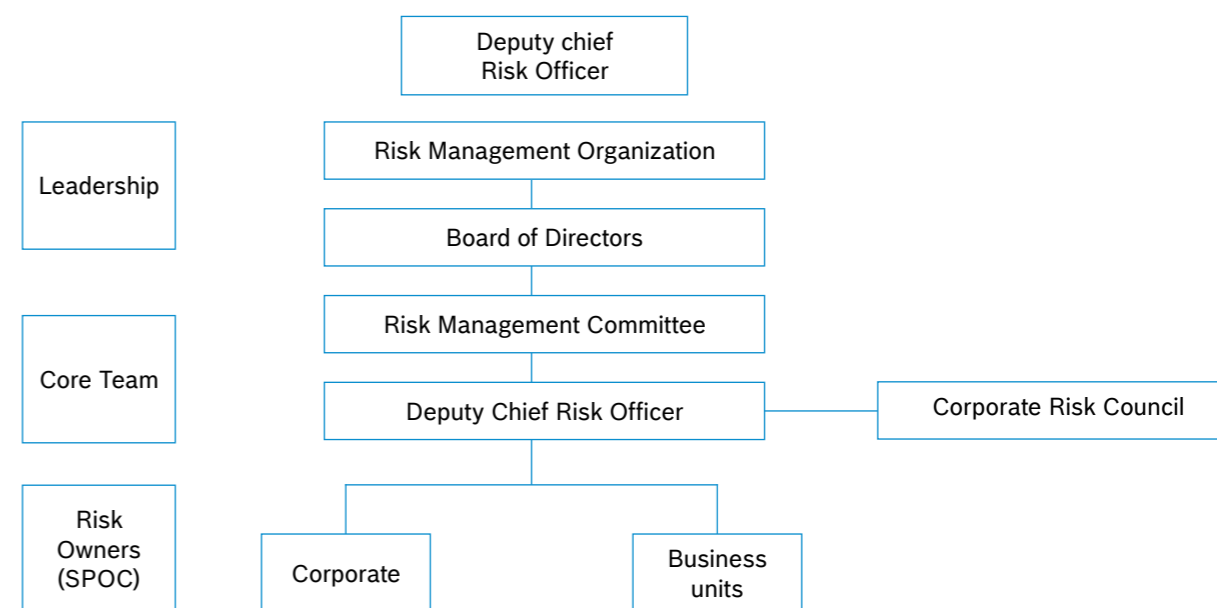 Deputy chief
Risk Officer
Leadership
Risk Management Organization
Board of Directors
Core Team
Risk Management Committee
Deputy Chief Risk Officer
Corporate Risk Council
Risk
Owners
(SPOC)
Corporate
Business
units